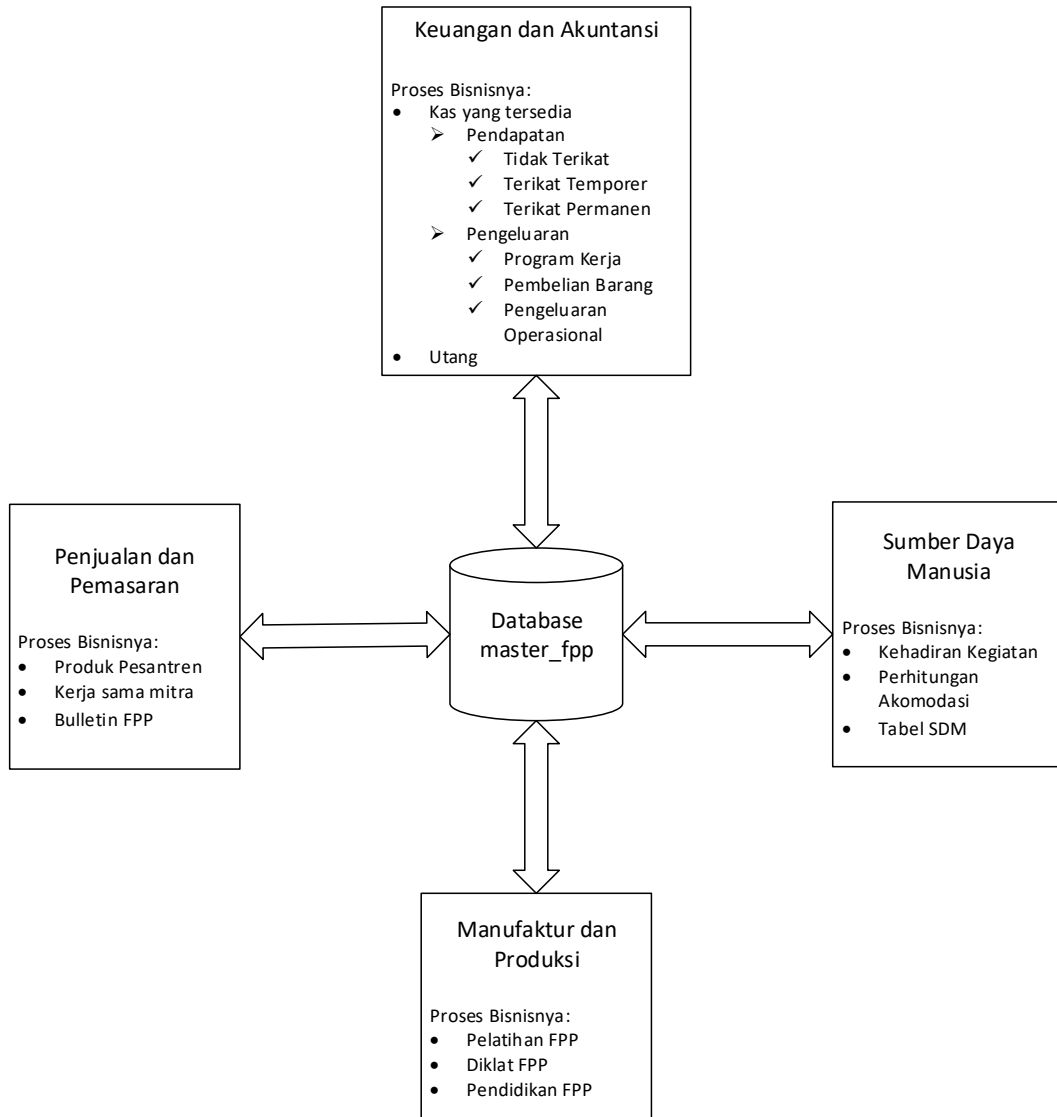 Keuangan dan Akuntansi
Proses Bisnisnya:
• Kas yang tersedia
➢ Pendapatan
✓ Tidak Terikat
✓ Terikat Temporer
✓ Terikat Permanen
➢ Pengeluaran
✓ Program Kerja
✓ Pembelian Barang
✓ Pengeluaran
Operasional
• Utang
Penjualan dan
Pemasaran
Proses Bisnisnya:
• Produk Pesantren
• Kerja sama mitra
• Bulletin FPP
Database
master_fpp
Sumber Daya
Manusia
Proses Bisnisnya:
• Kehadiran Kegiatan
• Perhitungan
Akomodasi
• Tabel SDM
Manufaktur dan
Produksi
Proses Bisnisnya:
• Pelatihan FPP
• Diklat FPP
• Pendidikan FPP